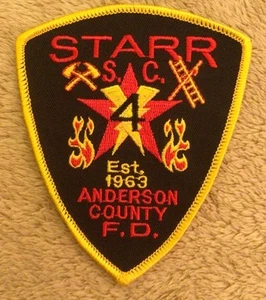 STARR
S. C.
4
Est.
1963
ANDERSON
COUNTY
F.D.